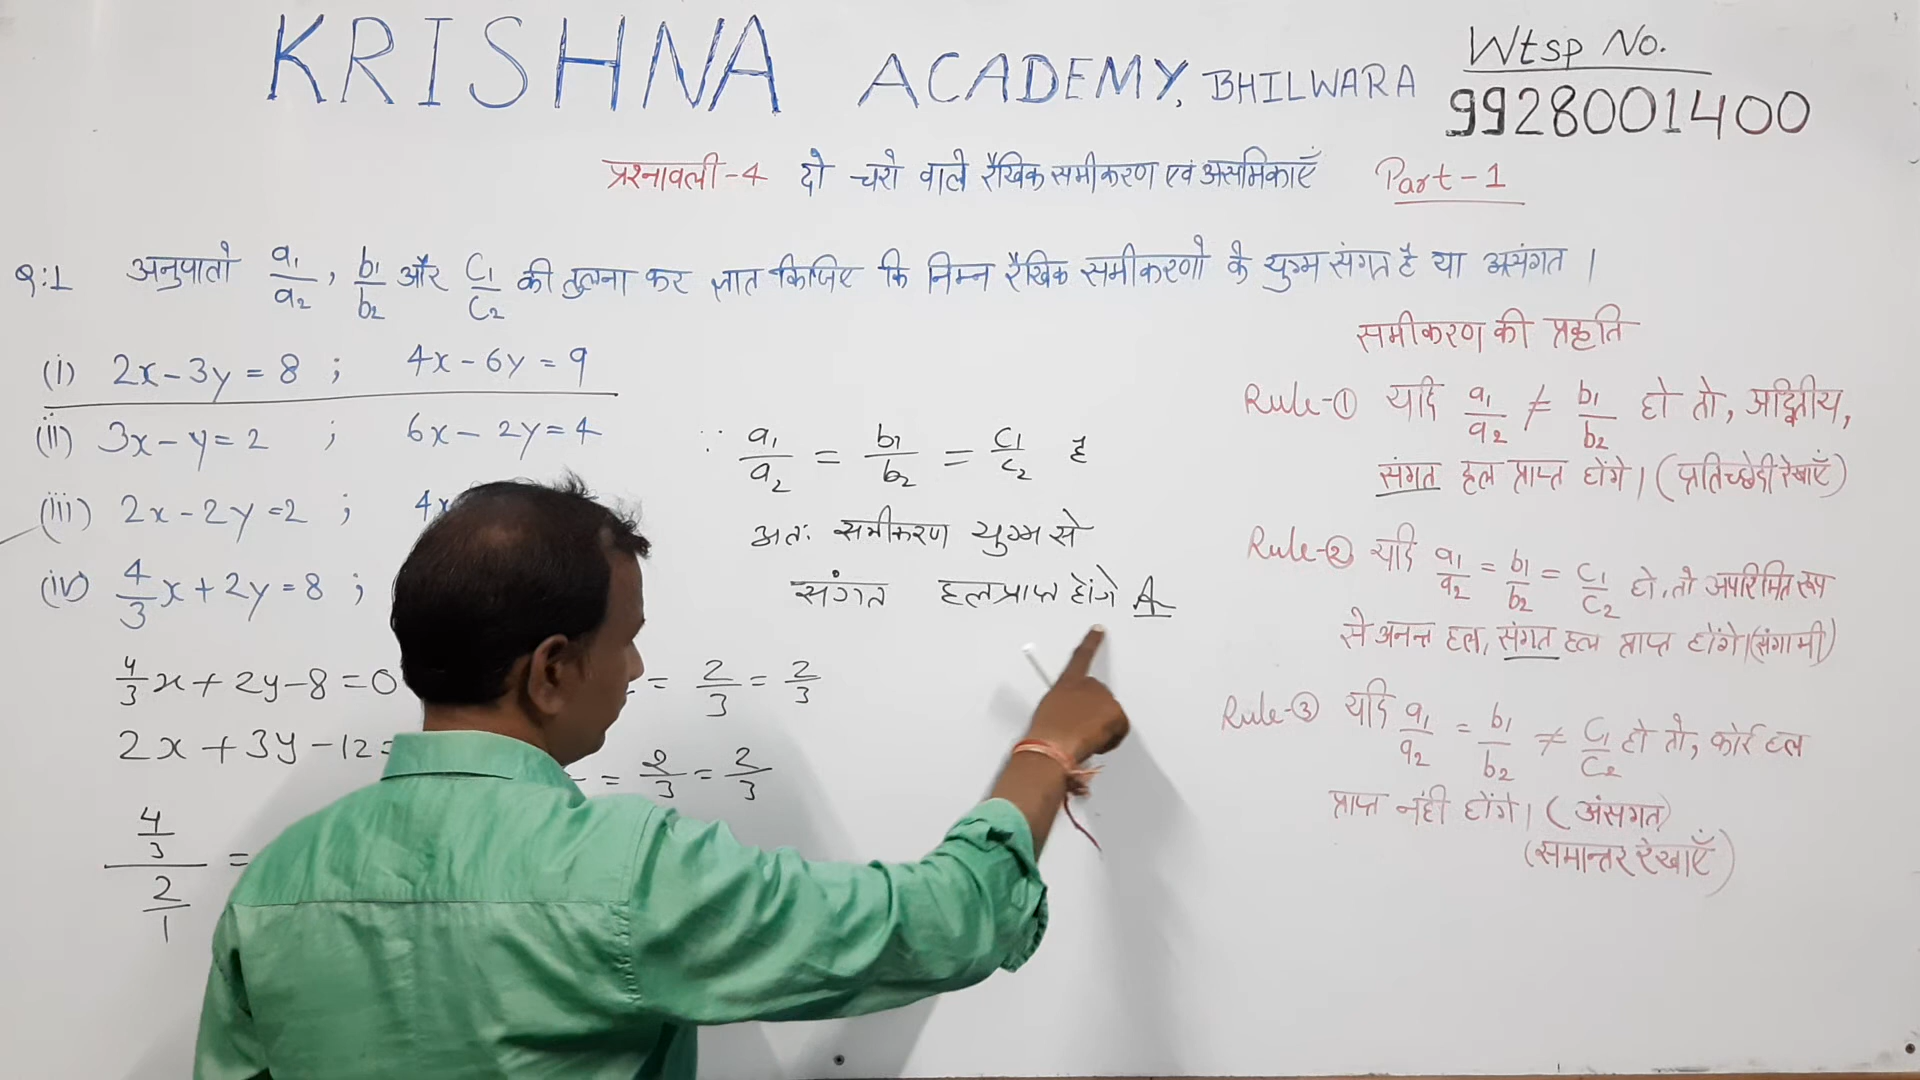 KRISHNA ACADEMY, BHILWARA
Wtsp No.
9928001400
प्रश्नावली-4 दो चरो वाले रैखिक समीकरण एवं असमिकाएँ Part-1
Q:1 अनुपातो a₁/a₂, b₁/b₂ और c₁/c₂ की तुलना कर ज्ञात किजिए कि निम्न रैखिक समीकरणो के युग्म संगत है या असंगत।
(i) 2x-3y=8 ; 4x-6y=9
(ii) 3x-y=2 ; 6x-2y=4
(iii) 2x-2y=2 ; 4x
(iv) 4/3x+2y=8 ;
4/3x+2y-8=0
2x+3y-12=
4/3 / 2/1 =
∵ a₁/a₂ = b₁/b₂ = c₁/c₂ है
अतः समीकरण युग्म से
संगत हलप्राप्त होंगे A
= 2/3 = 2/3
= 2/3 = 2/3
समीकरण की प्रकृति
Rule-① यदि a₁/a₂ ≠ b₁/b₂ हो तो, अद्वितीय,
संगत हल प्राप्त होंगे। (प्रतिच्छेदी रेखाएँ)
Rule-② यदि a₁/a₂ = b₁/b₂ = c₁/c₂ हो, तो अपरिमित रूप
से अनन्त हल, संगत हल प्राप्त होंगे। (संगामी)
Rule-③ यदि a₁/a₂ = b₁/b₂ ≠ c₁/c₂ हो तो, कोई हल
प्राप्त नंही होंगे। (अंसगत)
(समान्तर रेखाएँ)